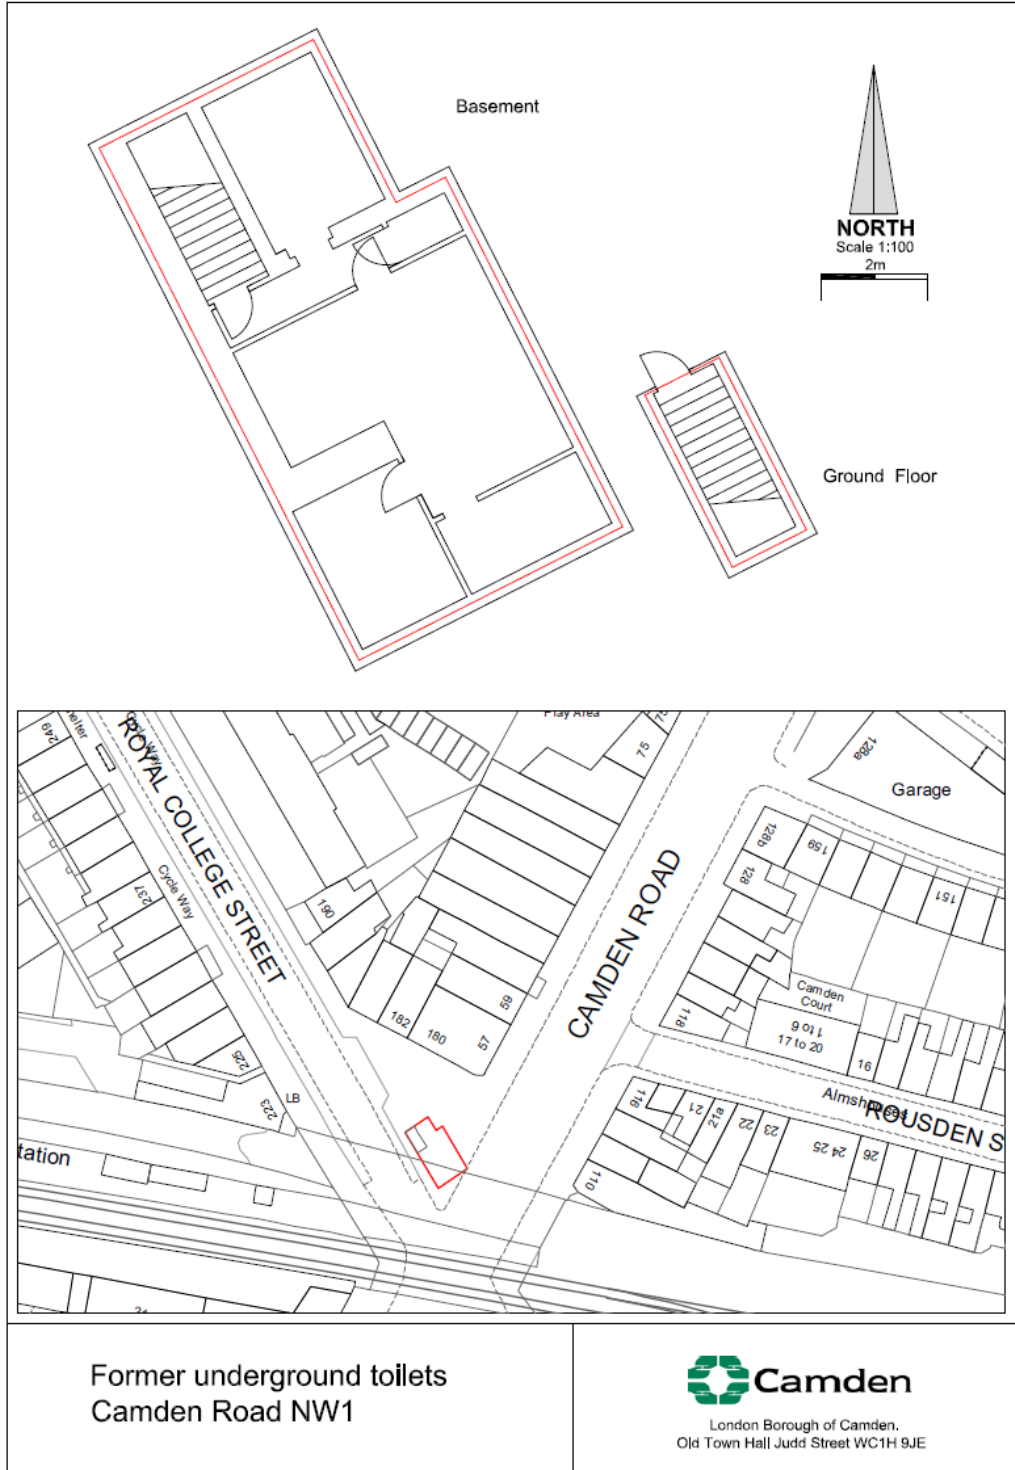 Basement
NORTH
Scale 1:100
2m
Ground Floor
249
Cycle Way
ROYAL COLLEGE STREET
Cycle Way
237
225
223
LB
190
182
180
57
59
Play Area
75
75
CAMDEN ROAD
128a
Garage
128b
159
128
151
118
Camden
Court
1 to 9
17 to 20
16
Almshouses
ROUSDEN S
116
21
21a
22
23
24 25
26
110
tation
Former underground toilets
Camden Road NW1
Camden
London Borough of Camden.
Old Town Hall Judd Street WC1H 9JE